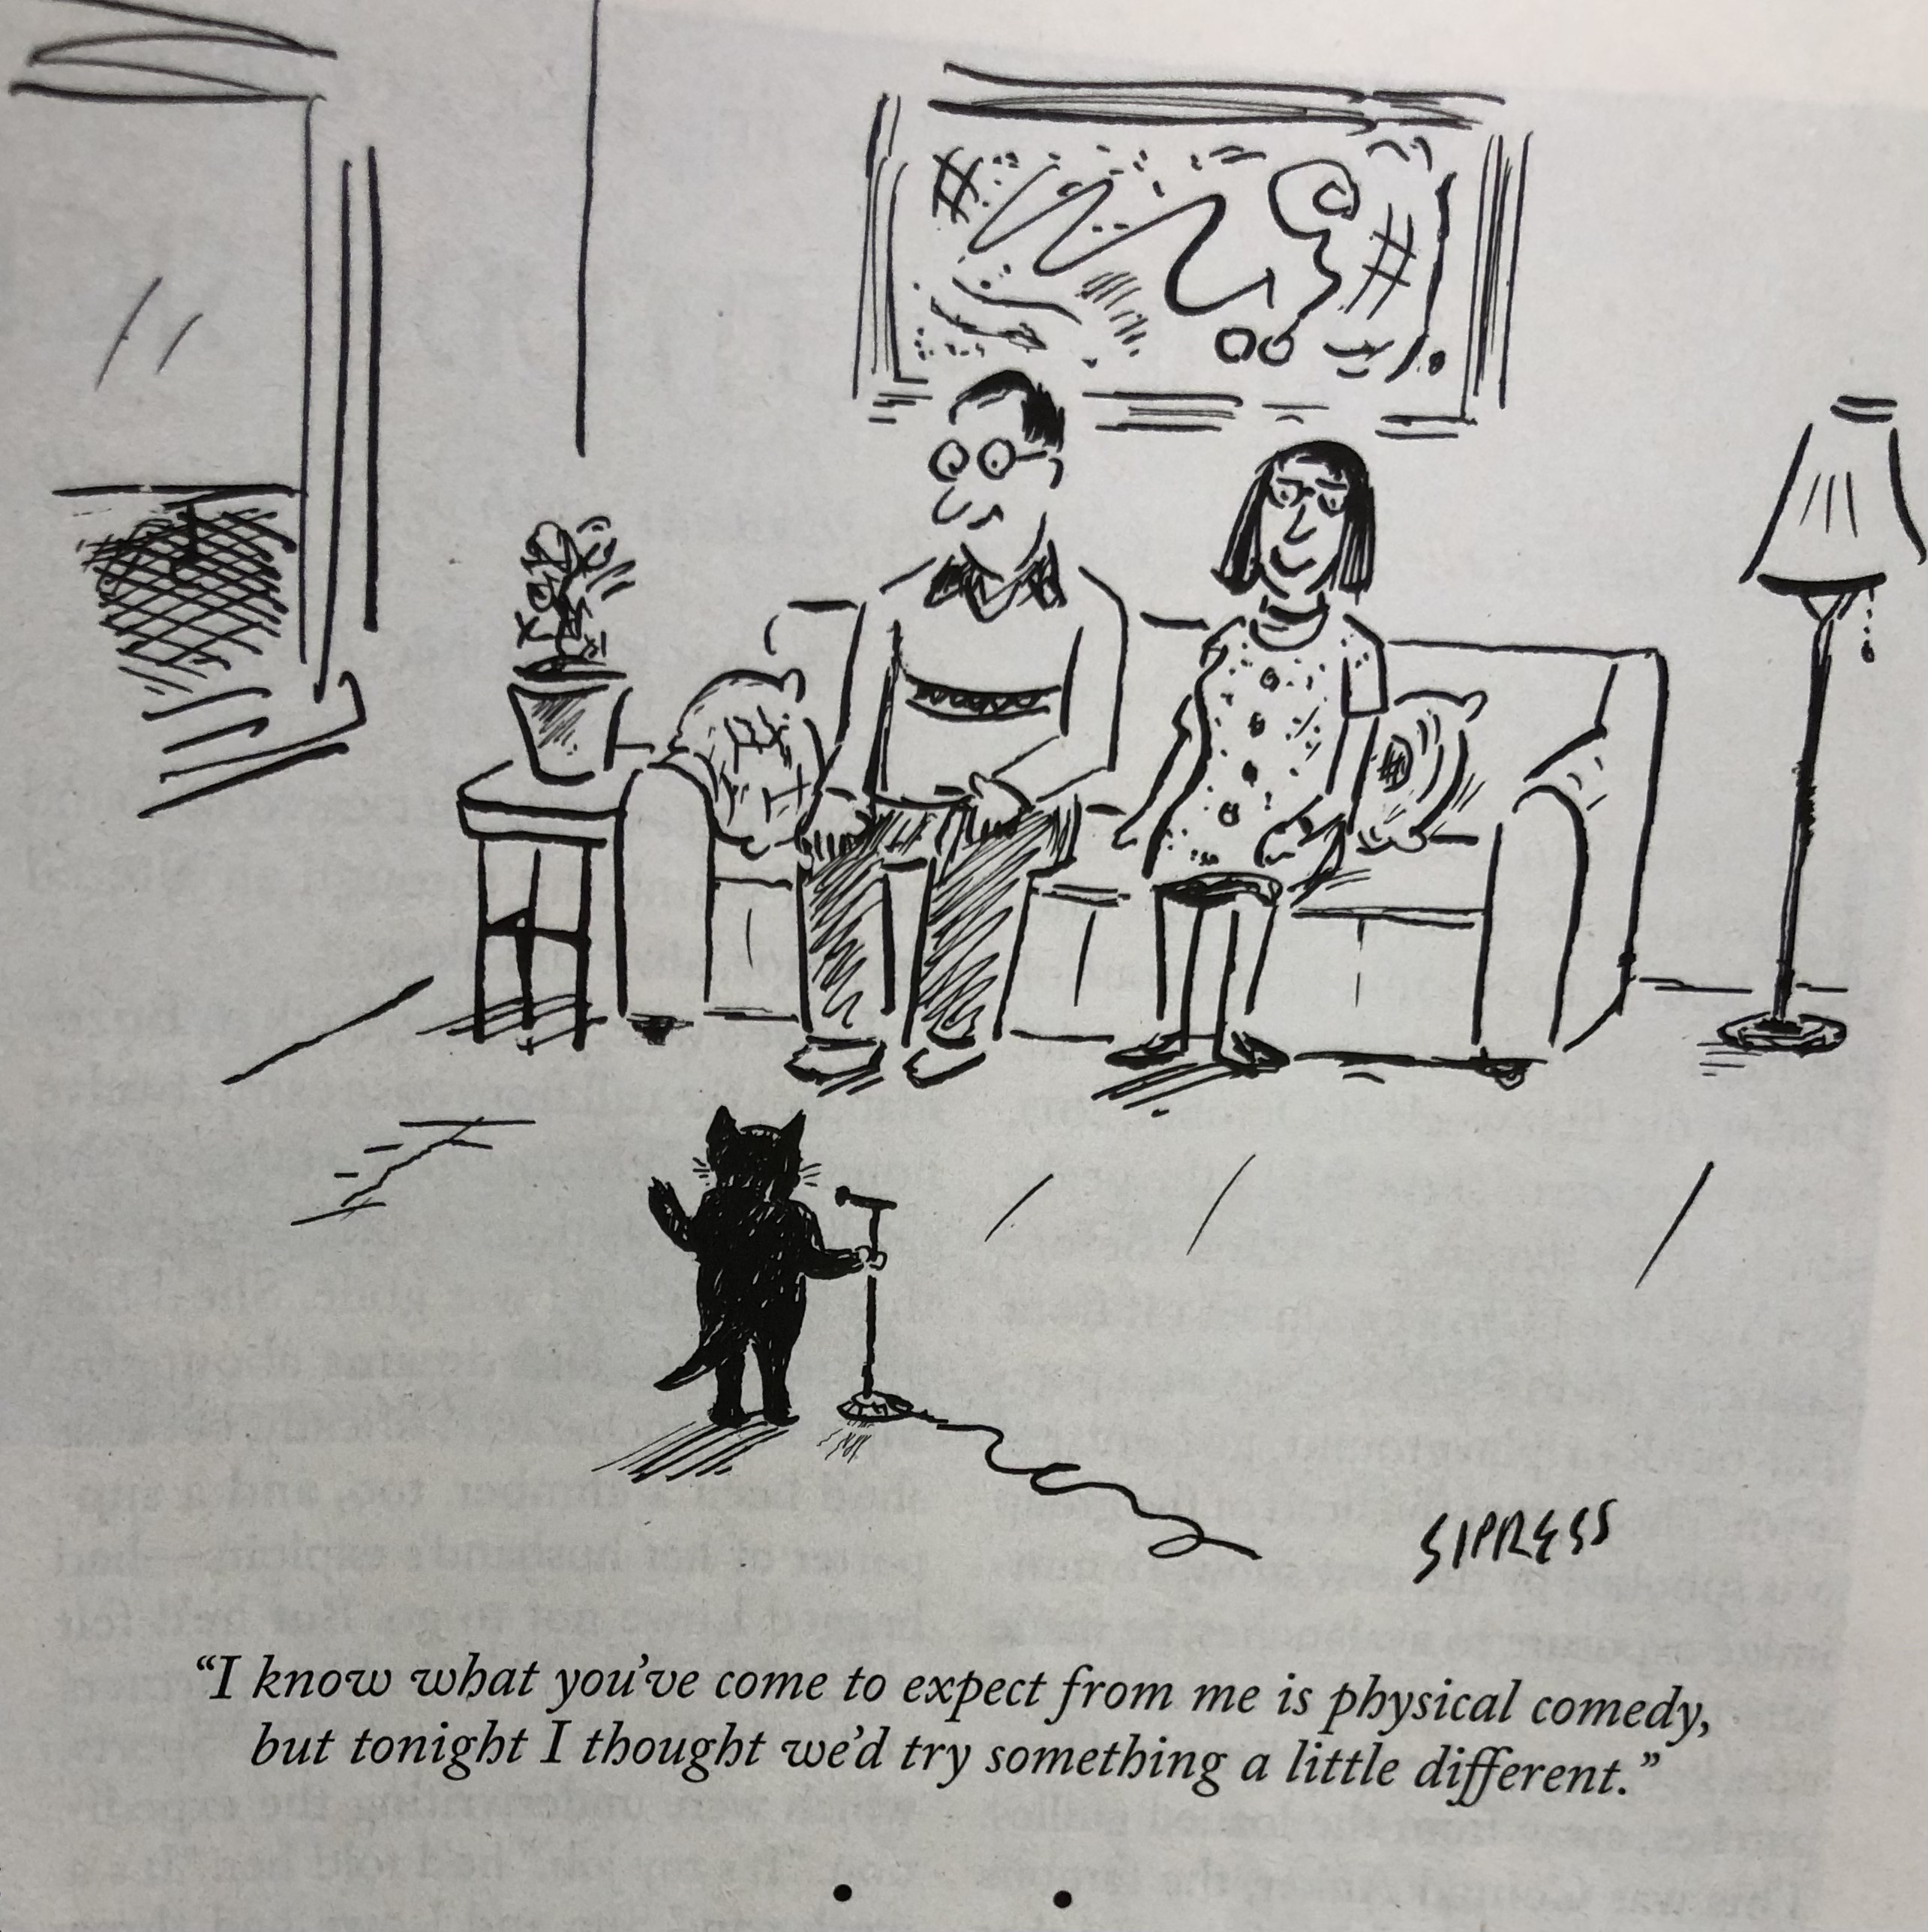 SIPRESS
“I know what you’ve come to expect from me is physical comedy,
but tonight I thought we’d try something a little different.”